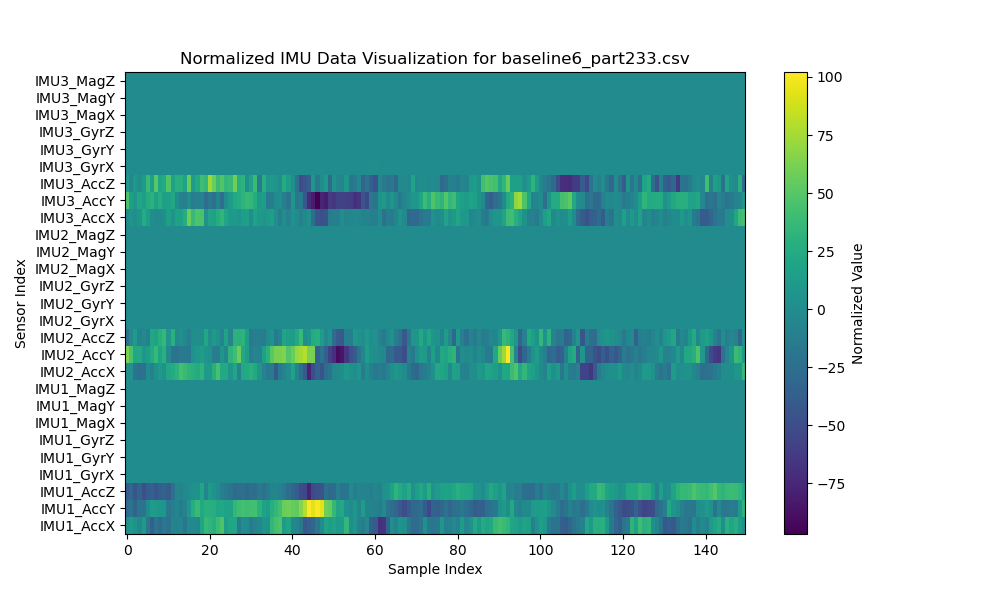 Normalized IMU Data Visualization for baseline6_part233.csv
IMU3_MagZ
IMU3_MagY
IMU3_MagX
IMU3_GyrZ
IMU3_GyrY
IMU3_GyrX
IMU3_AccZ
IMU3_AccY
IMU3_AccX
IMU2_MagZ
IMU2_MagY
IMU2_MagX
IMU2_GyrZ
IMU2_GyrY
IMU2_GyrX
IMU2_AccZ
IMU2_AccY
IMU2_AccX
IMU1_MagZ
IMU1_MagY
IMU1_MagX
IMU1_GyrZ
IMU1_GyrY
IMU1_GyrX
IMU1_AccZ
IMU1_AccY
IMU1_AccX
Sensor Index
0 20 40 60 80 100 120 140
Sample Index
100
75
50
25
0
−25
−50
−75
Normalized Value